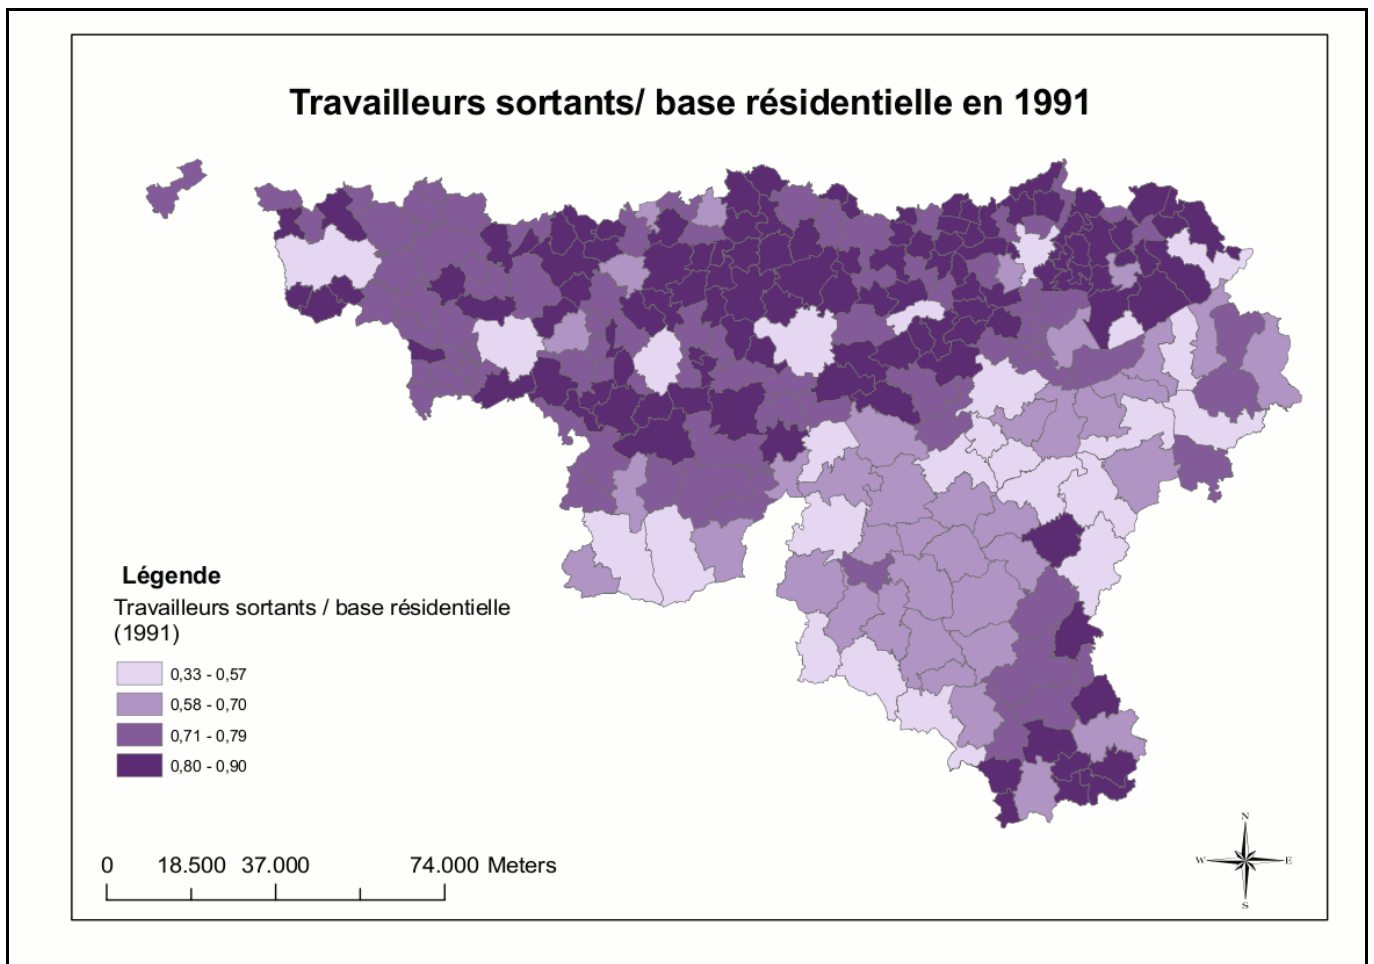 Travailleurs sortants/ base résidentielle en 1991
Légende
Travailleurs sortants / base résidentielle
(1991)
0,33 - 0,57
0,58 - 0,70
0,71 - 0,79
0,80 - 0,90
0 18.500 37.000 74.000 Meters
N
W E
S